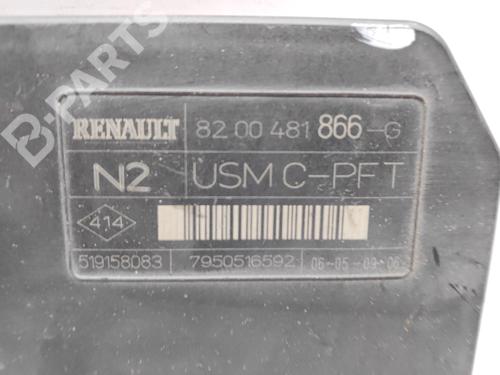 B-PARTS
RENAULT 82 00 481 866-G
N2 USM C-PFT
414
519158083 7950516592 06-05-09-06